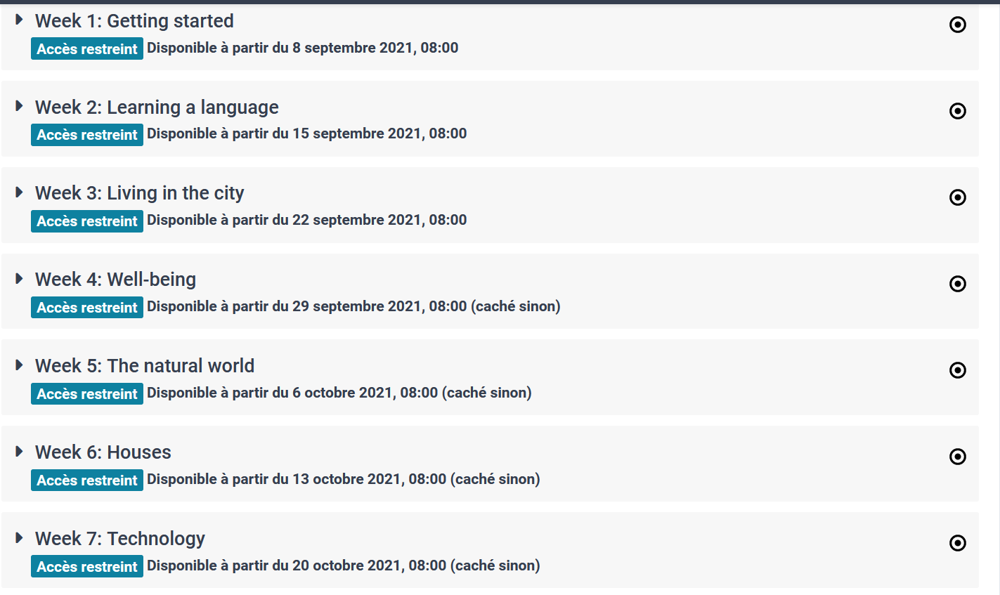 Week 1: Getting started
Accès restreint Disponible à partir du 8 septembre 2021, 08:00
Week 2: Learning a language
Accès restreint Disponible à partir du 15 septembre 2021, 08:00
Week 3: Living in the city
Accès restreint Disponible à partir du 22 septembre 2021, 08:00
Week 4: Well-being
Accès restreint Disponible à partir du 29 septembre 2021, 08:00 (caché sinon)
Week 5: The natural world
Accès restreint Disponible à partir du 6 octobre 2021, 08:00 (caché sinon)
Week 6: Houses
Accès restreint Disponible à partir du 13 octobre 2021, 08:00 (caché sinon)
Week 7: Technology
Accès restreint Disponible à partir du 20 octobre 2021, 08:00 (caché sinon)